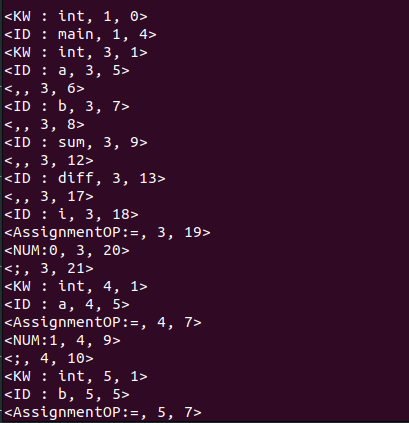 <KW : int, 1, 0>
<ID : main, 1, 4>
<KW : int, 3, 1>
<ID : a, 3, 5>
<,, 3, 6>
<ID : b, 3, 7>
<,, 3, 8>
<ID : sum, 3, 9>
<,, 3, 12>
<ID : diff, 3, 13>
<,, 3, 17>
<ID : i, 3, 18>
<AssignmentOP:=, 3, 19>
<NUM:0, 3, 20>
<;, 3, 21>
<KW : int, 4, 1>
<ID : a, 4, 5>
<AssignmentOP:=, 4, 7>
<NUM:1, 4, 9>
<;, 4, 10>
<KW : int, 5, 1>
<ID : b, 5, 5>
<AssignmentOP:=, 5, 7>